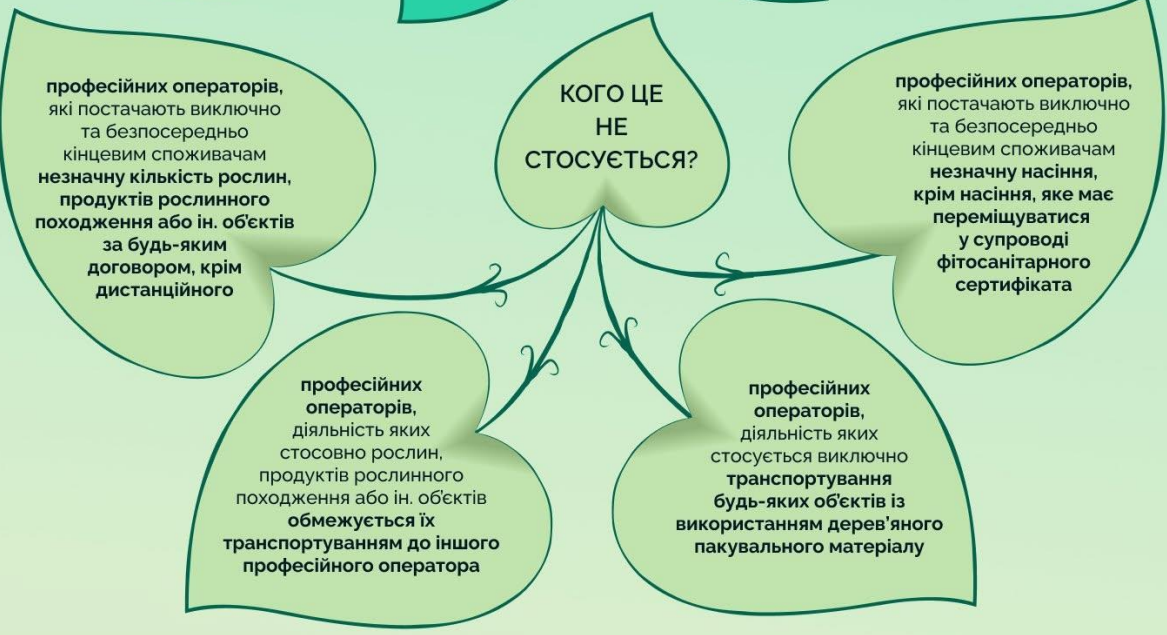 КОГО ЦЕ
НЕ
СТОСУЄТЬСЯ?
професійних операторів,
які постачають виключно
та безпосередньо
кінцевим споживачам
незначну кількість рослин,
продуктів рослинного
походження або ін. об'єктів
за будь-яким
договором, крім
дистанційного
професійних операторів,
які постачають виключно
та безпосередньо
кінцевим споживачам
незначну насіння,
крім насіння, яке має
переміщуватися
у супроводі
фітосанітарного
сертифіката
професійних
операторів,
діяльність яких
стосовно рослин,
продуктів рослинного
походження або ін. об'єктів
обмежується їх
транспортуванням до іншого
професійного оператора
професійних
операторів,
діяльність яких
стосується виключно
транспортування
будь-яких об'єктів із
використанням дерев’яного
пакувального матеріалу